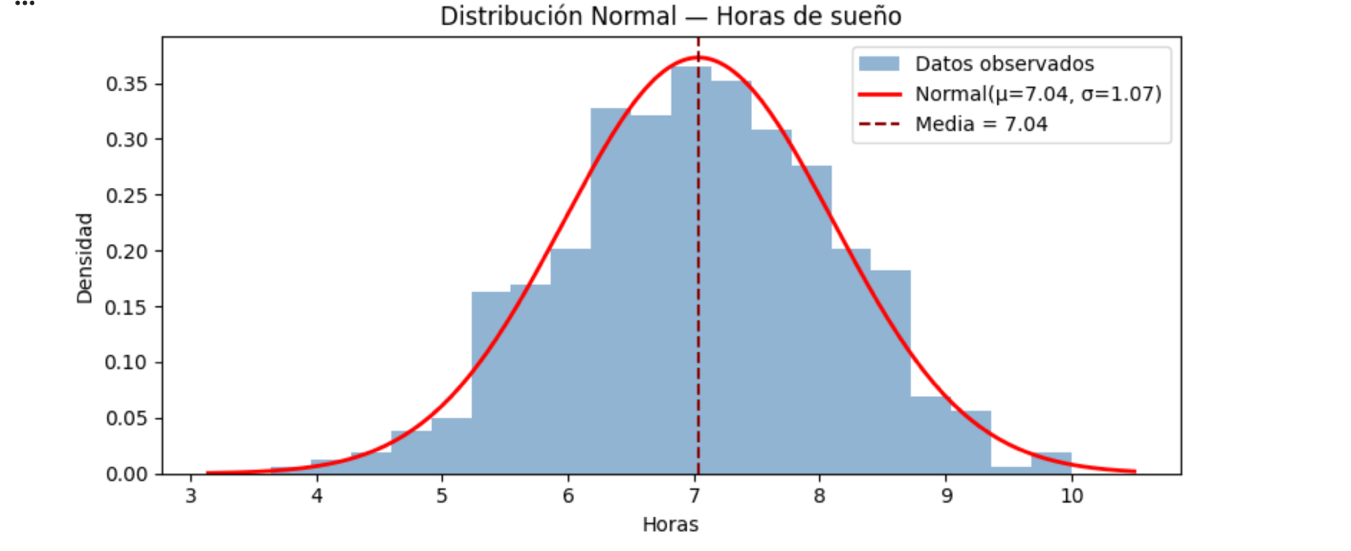 ...
Distribución Normal — Horas de sueño
Datos observados
Normal(μ=7.04, σ=1.07)
Media = 7.04
Densidad
0.35
0.30
0.25
0.20
0.15
0.10
0.05
0.00
3 4 5 6 7 8 9 10
Horas